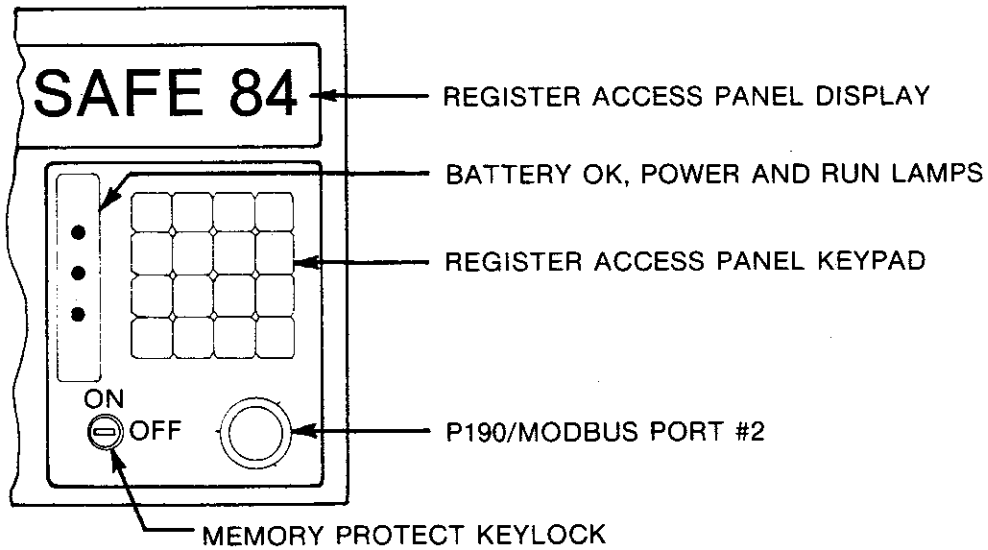 SAFE 84
REGISTER ACCESS PANEL DISPLAY
BATTERY OK, POWER AND RUN LAMPS
REGISTER ACCESS PANEL KEYPAD
ON
OFF
P190/MODBUS PORT #2
MEMORY PROTECT KEYLOCK